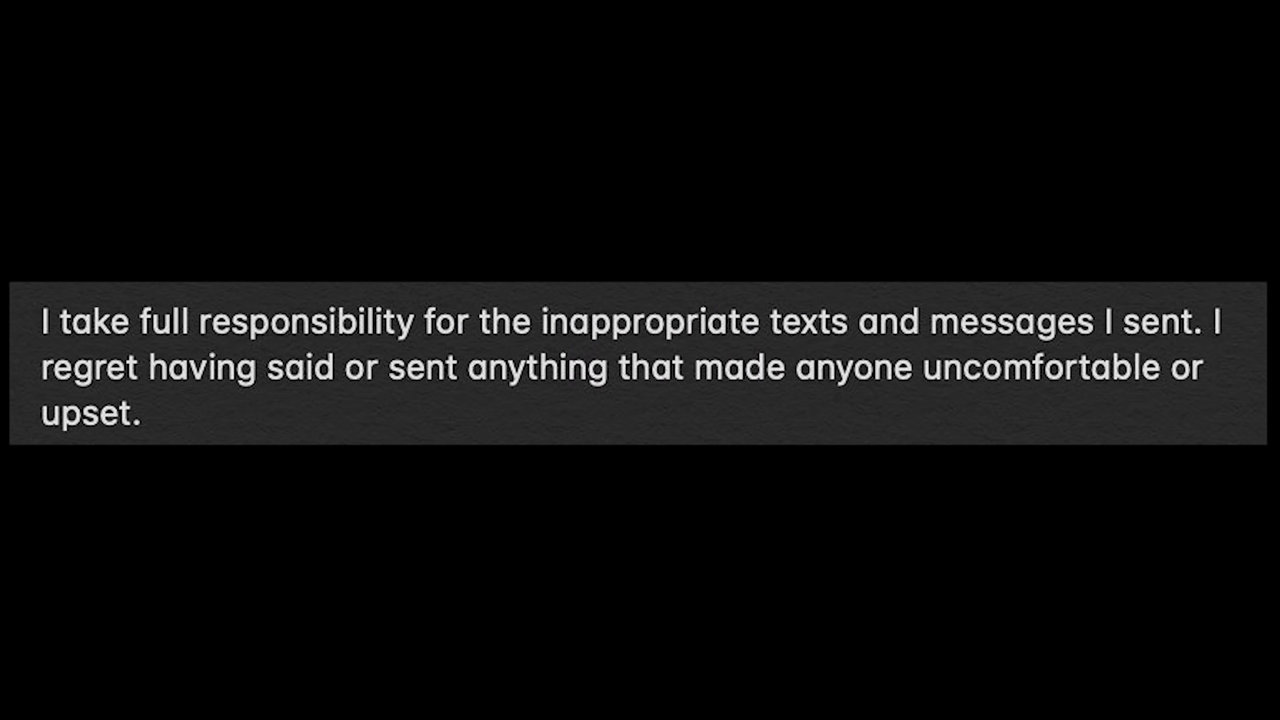 I take full responsibility for the inappropriate texts and messages I sent. I
regret having said or sent anything that made anyone uncomfortable or
upset.